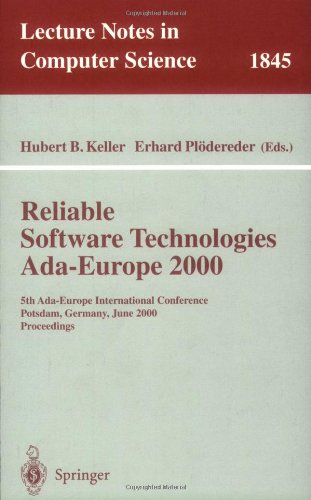 Lecture Notes in
Computer Science 1845
Hubert B. Keller Erhard Plödereder (Eds.)
Reliable
Software Technologies
Ada-Europe 2000
5th Ada-Europe International Conference
Potsdam, Germany, June 2000
Proceedings
Springer